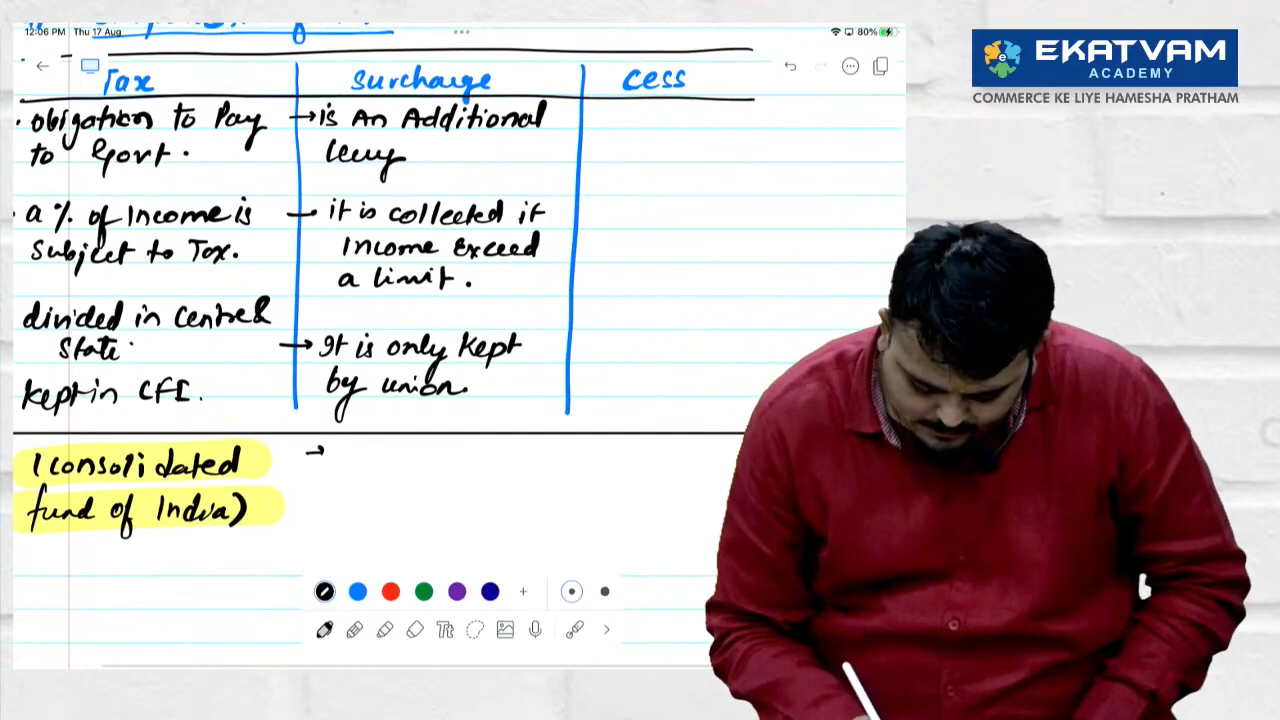 12:06 PM Thu 17 Aug
80%
EKATVAM
ACADEMY
COMMERCE KE LIYE HAMESHA PRATHAM
Tax
Surcharge
Cess
• obligation to Pay
to Govt.
• a % of Income is
Subject to Tax.
divided in Centre &
State.
Kept in CFI.
(Consolidated
fund of India)
→ is An Additional
levy
– it is collected if
Income Exceed
a limit.
→ It is only Kept
by union.
→
Tt